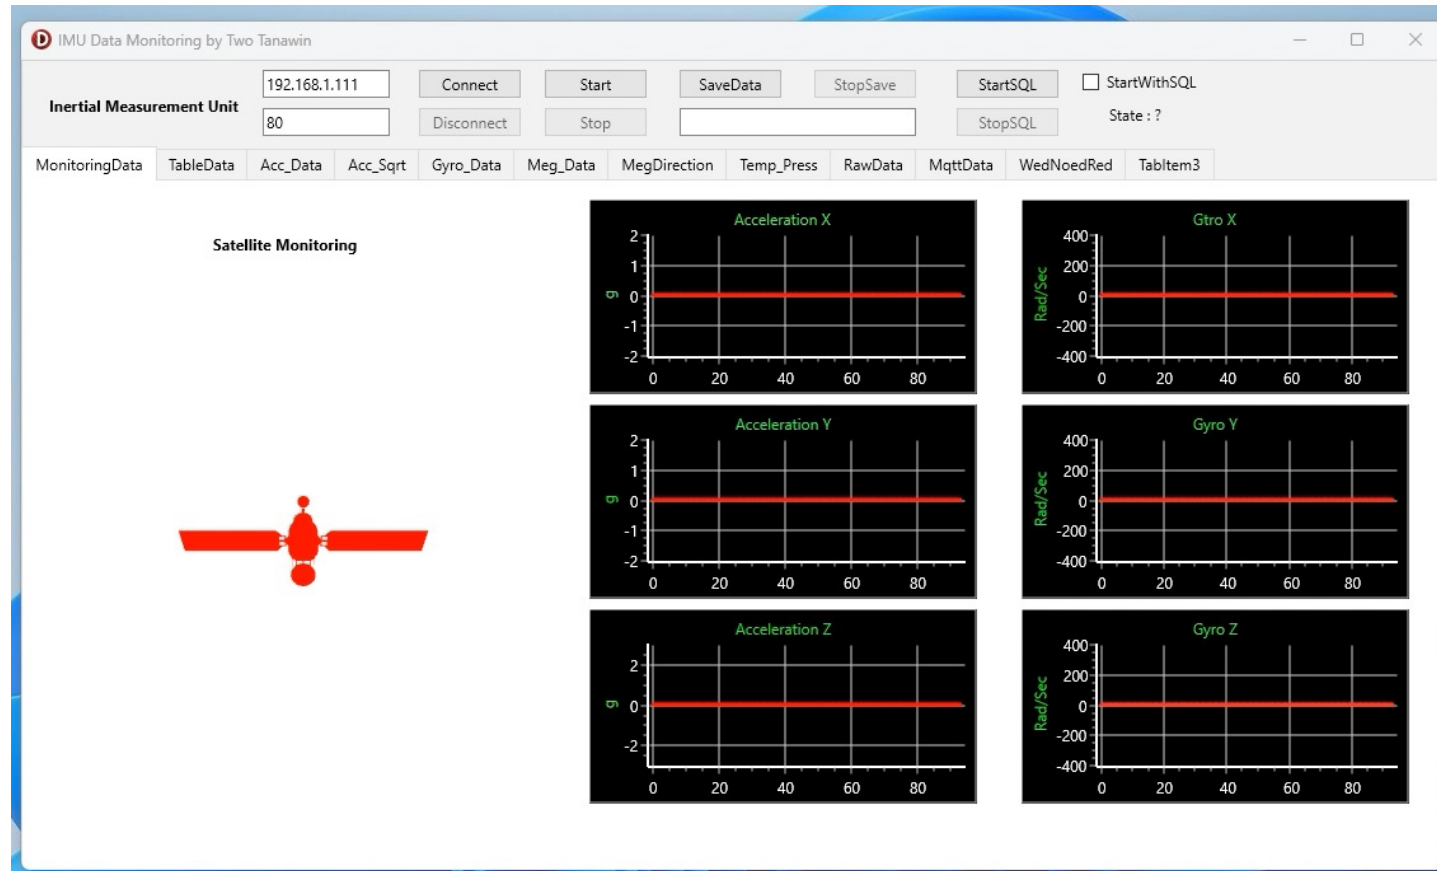 IMU Data Monitoring by Two Tanawin
Inertial Measurement Unit
192.168.1.111
Connect
Start
SaveData
StopSave
StartSQL
StartWithSQL
80
Disconnect
Stop
StopSQL
State : ?
MonitoringData TableData Acc_Data Acc_Sqrt Gyro_Data Meg_Data MegDirection Temp_Press RawData MqttData WedNoedRed TabItem3
Satellite Monitoring
Acceleration X
g
2
1
0
-1
-2
0 20 40 60 80
Gtro X
Rad/Sec
400
200
0
-200
-400
0 20 40 60 80
Acceleration Y
g
2
1
0
-1
-2
0 20 40 60 80
Gyro Y
Rad/Sec
400
200
0
-200
-400
0 20 40 60 80
Acceleration Z
g
2
0
-2
0 20 40 60 80
Gyro Z
Rad/Sec
400
200
0
-200
-400
0 20 40 60 80